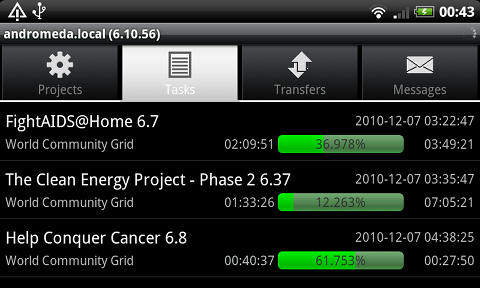 00:43
andromeda.local (6.10.56)
Projects Tasks Transfers Messages
FightAIDS@Home 6.7 2010-12-07 03:22:47
World Community Grid 02:09:51 36.978% 03:49:21
The Clean Energy Project - Phase 2 6.37 2010-12-07 03:35:47
World Community Grid 01:33:26 12.263% 07:05:21
Help Conquer Cancer 6.8 2010-12-07 04:38:25
World Community Grid 00:40:37 61.753% 00:27:50